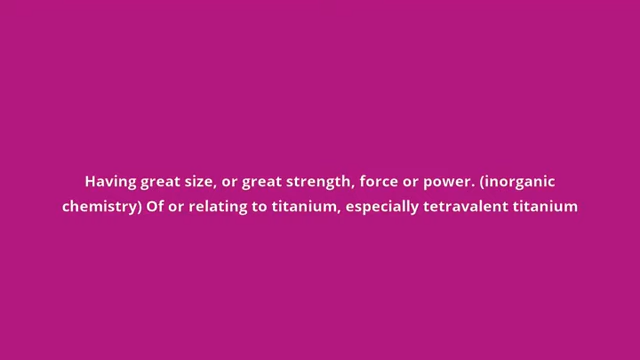 Having great size, or great strength, force or power. (inorganic
chemistry) Of or relating to titanium, especially tetravalent titanium